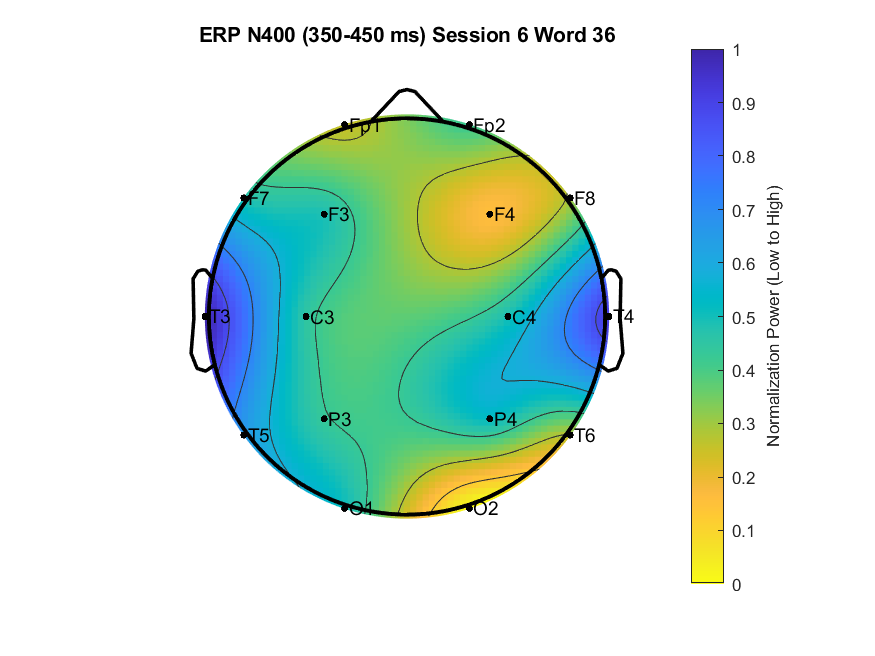 ERP N400 (350-450 ms) Session 6 Word 36
Fp1
Fp2
F7
F3
F4
F8
T3
C3
C4
T4
T5
P3
P4
T6
O1
O2
1
0.9
0.8
0.7
0.6
0.5
0.4
0.3
0.2
0.1
0
Normalization Power (Low to High)